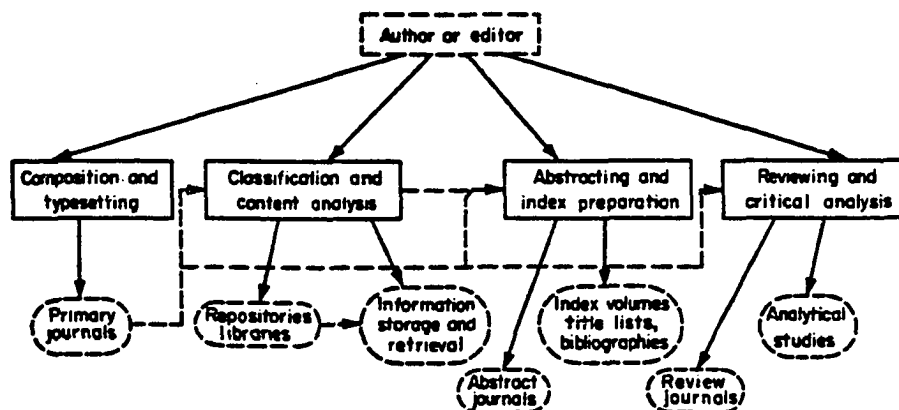 Author or editor
Composition and
typesetting
Classification and
content analysis
Abstracting and
index preparation
Reviewing and
critical analysis
Primary
journals
Repositories
libraries
Information
storage and
retrieval
Index volumes
title lists,
bibliographies
Analytical
studies
Abstract
journals
Review
journals